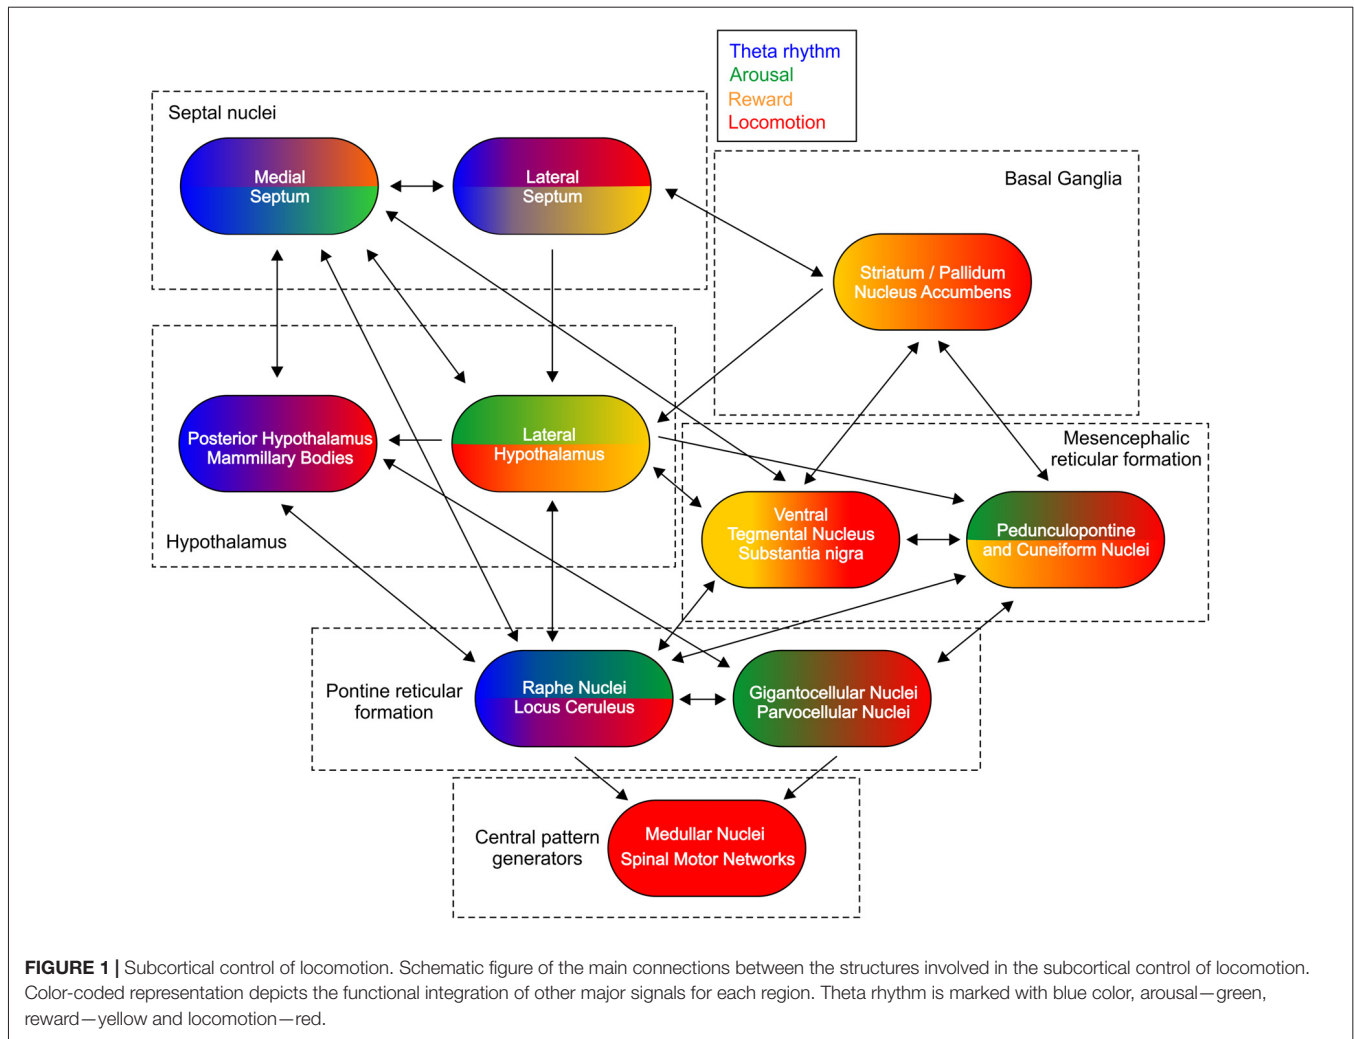 Theta rhythm
Arousal
Reward
Locomotion
Septal nuclei
Medial
Septum
Lateral
Septum
Basal Ganglia
Striatum / Pallidum
Nucleus Accumbens
Posterior Hypothalamus
Mammillary Bodies
Lateral
Hypothalamus
Hypothalamus
Mesencephalic
reticular formation
Ventral
Tegmental Nucleus
Substantia nigra
Pedunculopontine
and Cuneiform Nuclei
Pontine reticular
formation
Raphe Nuclei
Locus Ceruleus
Gigantocellular Nuclei
Parvocellular Nuclei
Central pattern
generators
Medullar Nuclei
Spinal Motor Networks
FIGURE 1 | Subcortical control of locomotion. Schematic figure of the main connections between the structures involved in the subcortical control of locomotion.
Color-coded representation depicts the functional integration of other major signals for each region. Theta rhythm is marked with blue color, arousal—green,
reward—yellow and locomotion—red.